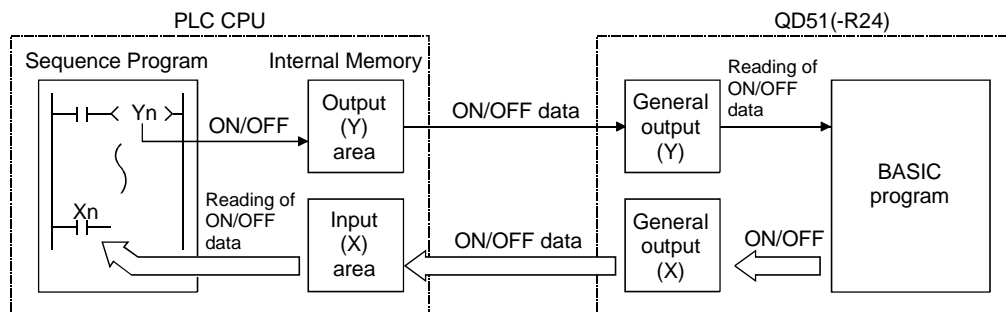 PLC CPU
QD51(-R24)
Sequence Program
Internal Memory
Yn
ON/OFF
Output
(Y)
area
ON/OFF data
General
output
(Y)
Reading of
ON/OFF
data
BASIC
program
Xn
Reading of
ON/OFF
data
Input
(X)
area
ON/OFF data
General
output
(X)
ON/OFF